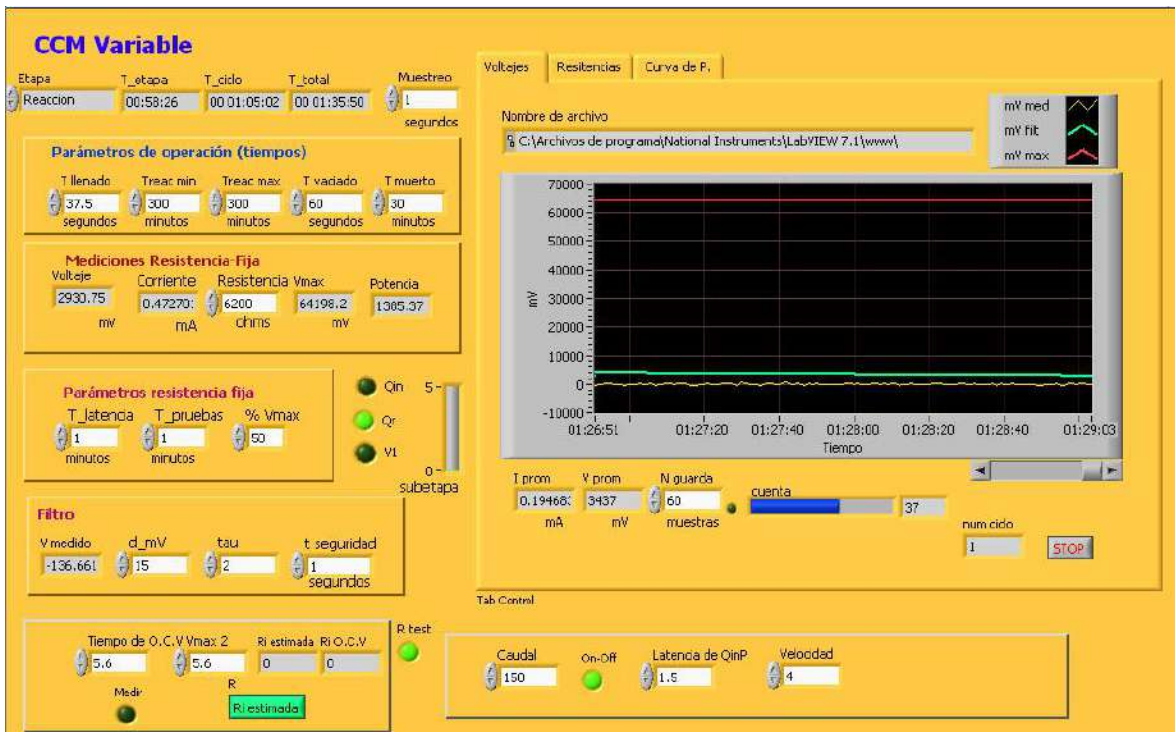 CCM Variable
Etapa T_etapa T_ciclo T_total Muestreo
Reaccion 00:58:26 00 01:05:02 00 01:35:50 1
segundos
Parámetros de operación (tiempos)
T llenado Treac min Treac max T vaciado T muerto
37.5 300 300 60 30
segundos minutos minutos segundos minutos
Mediciones Resistencia-Fija
Voltaje Corriente Resistencia Vmax Potencia
2930.75 0.47270: 6200 64198.2 1385.37
mV mA ohms mV
Parámetros resistencia fija
T_latencia T_pruebas % Vmax
1 1 50
minutos minutos
Qin
Qr
V1
5
0
subetapa
Filtro
V medido d_mV tau t seguridad
-136.661 15 2 1
segundos
Tiempo de O.C.V Vmax 2 Ri estimada Ri O.C.V
5.6 5.6 0 0
Medir
R
Ri estimada
R test
Voltajes Resitencias Curva de P.
Nombre de archivo
C:\Archivos de programa\National Instruments\LabVIEW 7.1\www\
mV med
mV filt
mV max
70000
60000
50000
40000
30000
20000
10000
0
-10000
mV
01:26:51 01:27:20 01:27:40 01:28:00 01:28:20 01:28:40 01:29:03
Tiempo
I prom V prom N guarda cuenta
0.19468: 3437 60 37
mA mV muestras
num ciclo
1 STOP
Tab Control
Caudal On-Off Latencia de QinP Velocidad
150 1.5 4